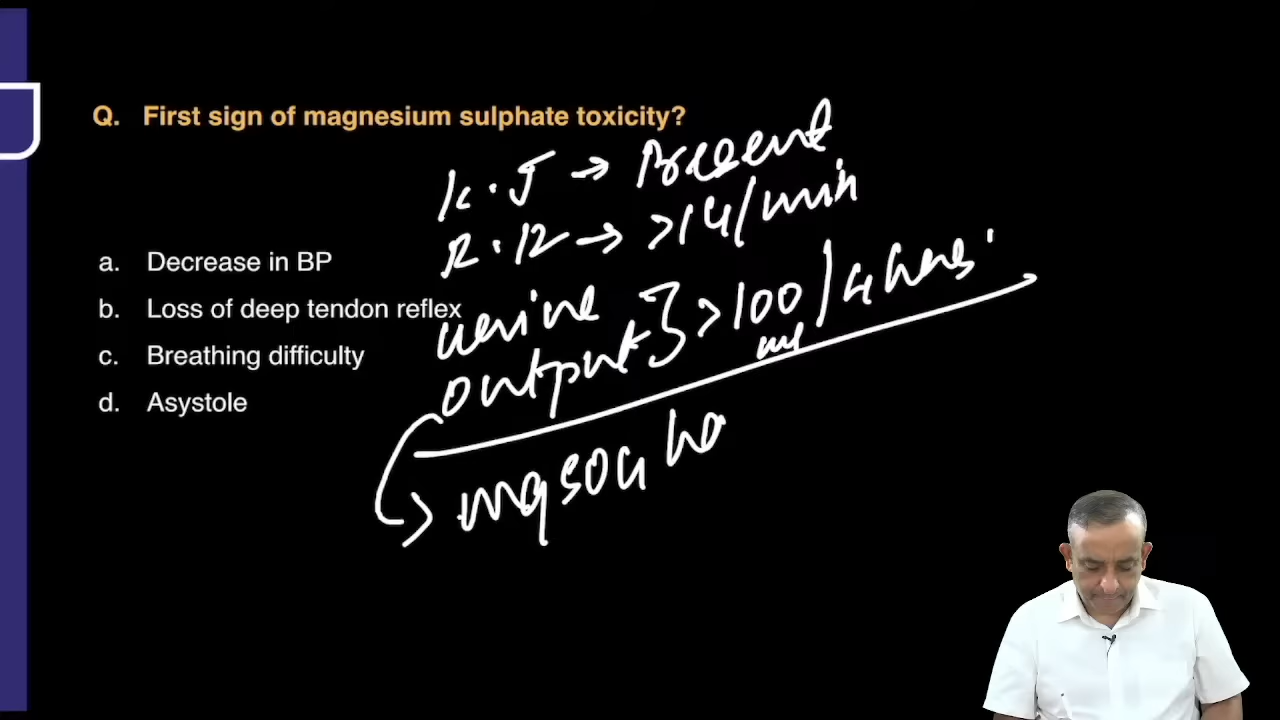 Q. First sign of magnesium sulphate toxicity?
K.J → Present
R.R → >14/min
a. Decrease in BP
b. Loss of deep tendon reflex
c. Breathing difficulty
d. Asystole
urine
output } >100 ml / 4 hrs.
→ mgso4